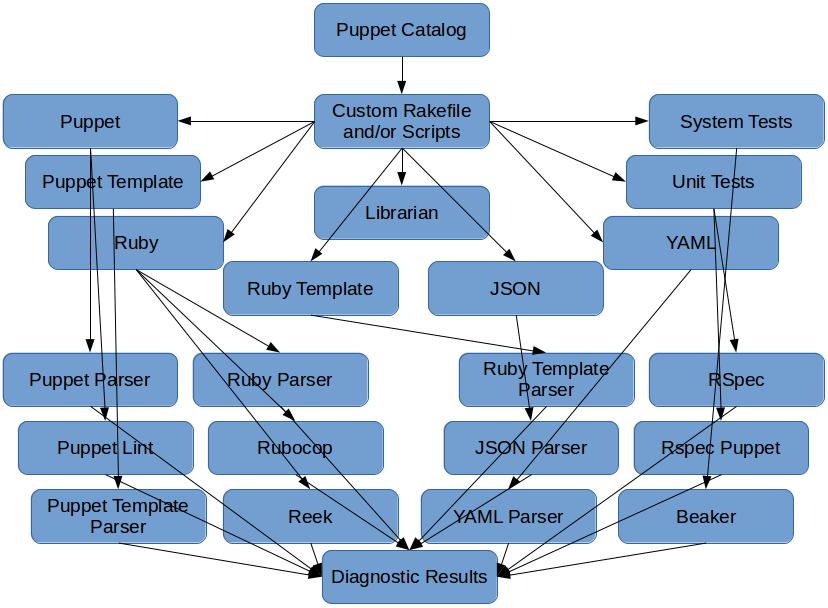 Puppet Catalog
Puppet
Custom Rakefile
and/or Scripts
System Tests
Puppet Template
Unit Tests
Librarian
Ruby
YAML
Ruby Template
JSON
Puppet Parser
Ruby Parser
Ruby Template
Parser
RSpec
Puppet Lint
Rubocop
JSON Parser
Rspec Puppet
Puppet Template
Parser
Reek
YAML Parser
Beaker
Diagnostic Results